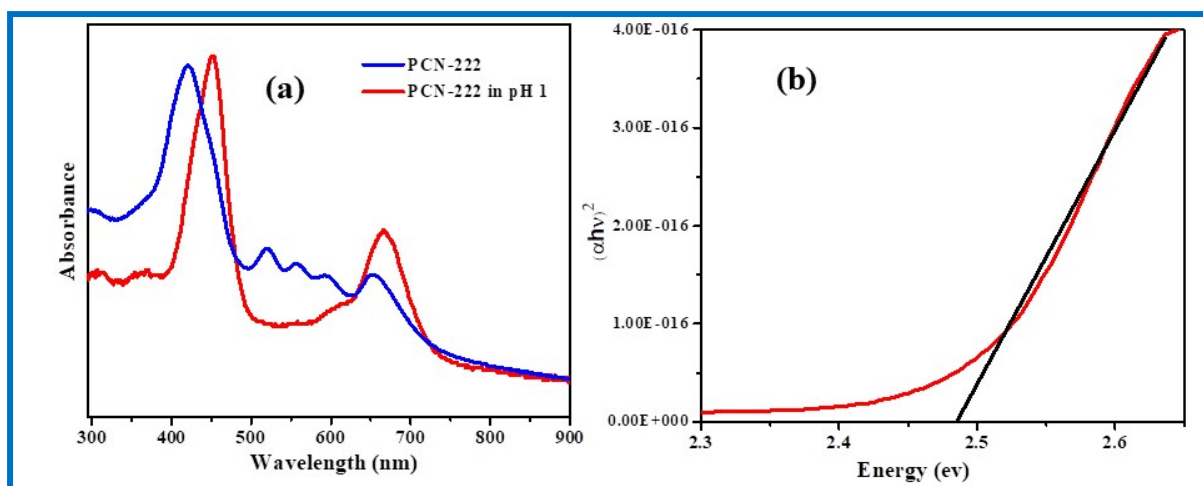 (a)
PCN-222
PCN-222 in pH 1
Absorbance
300 400 500 600 700 800 900
Wavelength (nm)
(b)
4.00E-016
3.00E-016
2.00E-016
1.00E-016
0.00E+000
(αhν)²
2.3 2.4 2.5 2.6
Energy (ev)